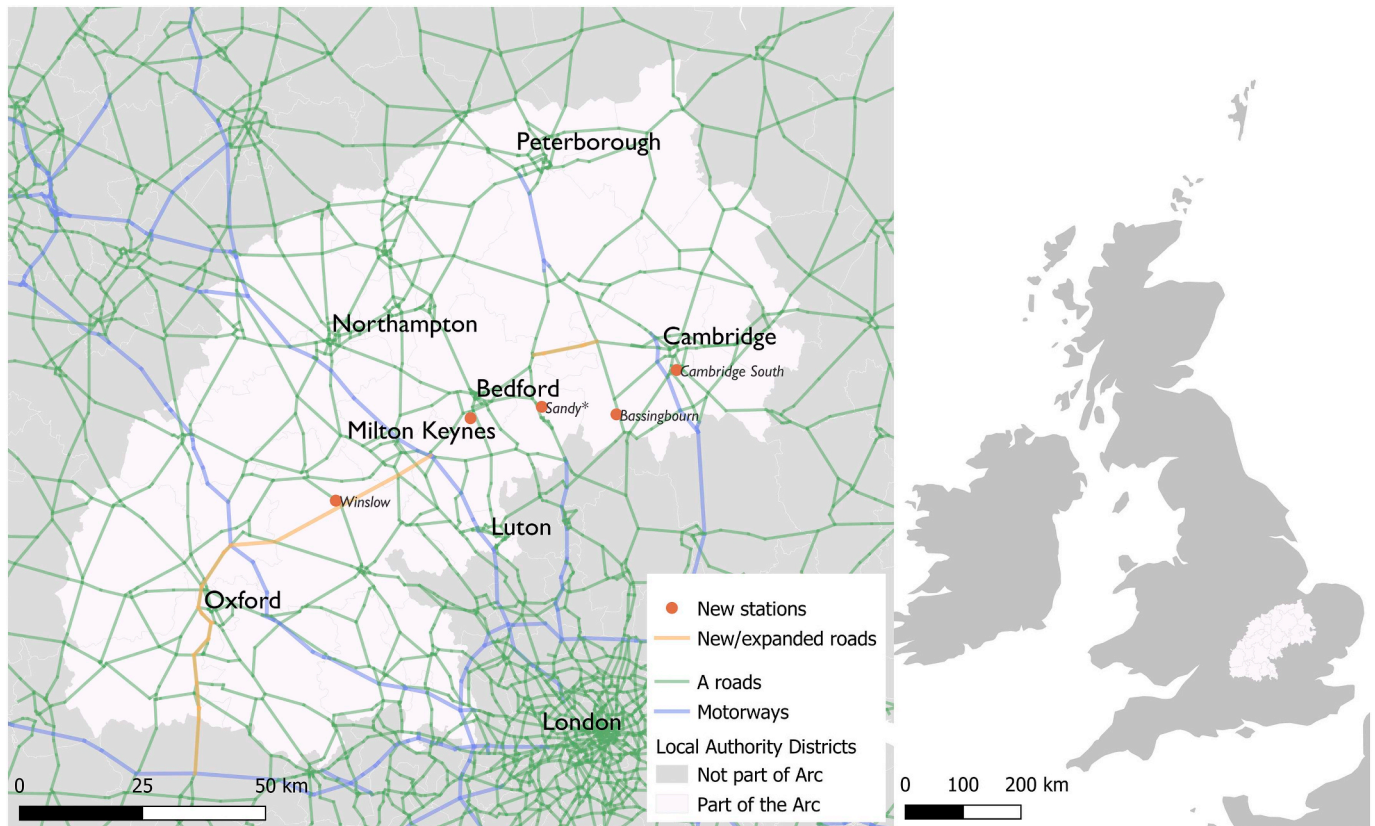 Peterborough
Northampton
Cambridge
Cambridge South
Bedford
Sandy*
Bassingbourn
Milton Keynes
Winslow
Luton
Oxford
London
New stations
New/expanded roads
A roads
Motorways
Local Authority Districts
Not part of Arc
Part of the Arc
0 25 50 km
0 100 200 km